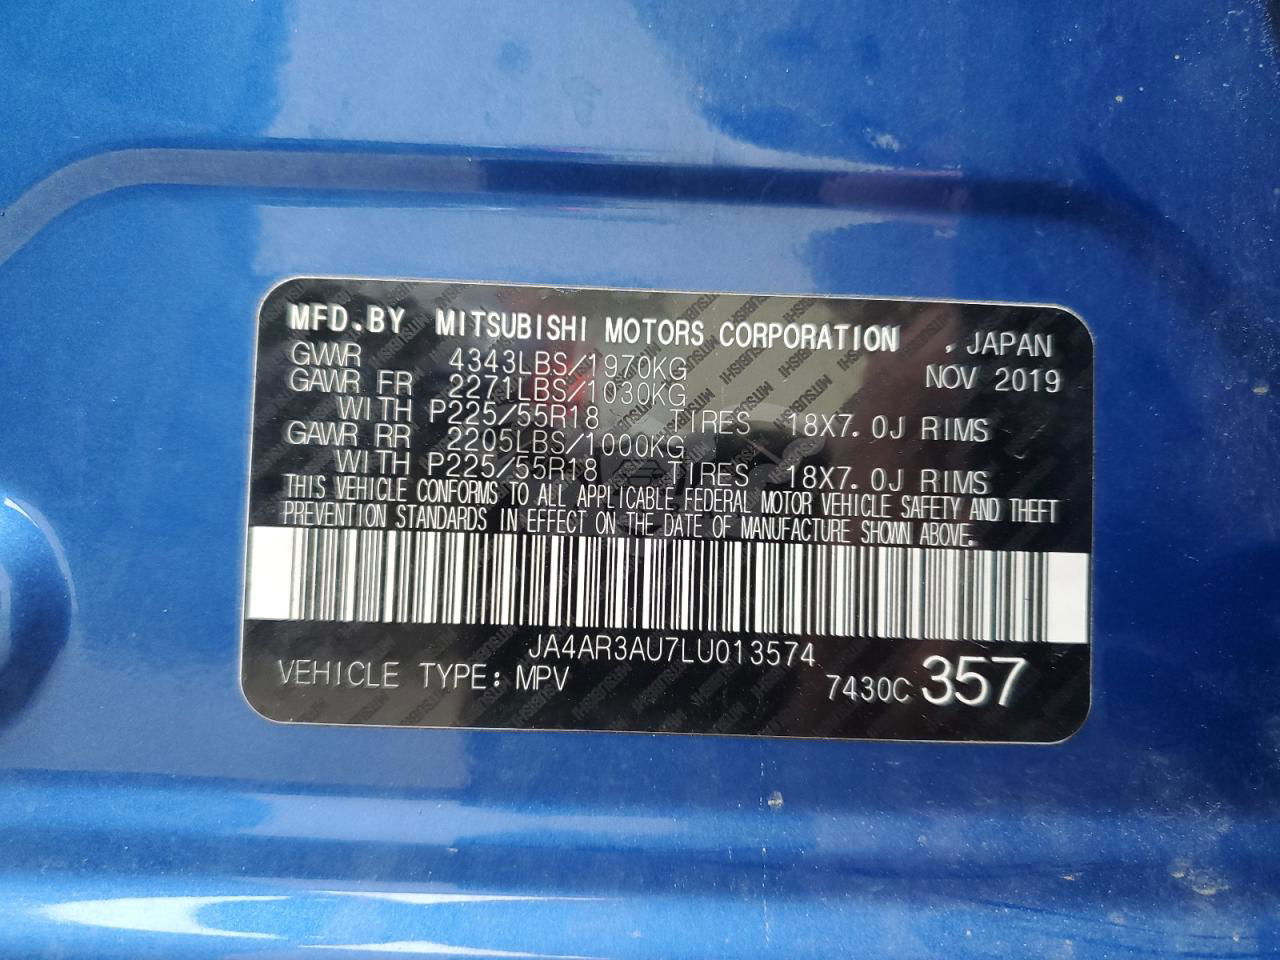 MFD.BY MITSUBISHI MOTORS CORPORATION , JAPAN
GVWR 4343LBS/1970KG NOV 2019
GAWR FR 2271LBS/1030KG
WITH P225/55R18 TIRES 18X7.0J RIMS
GAWR RR 2205LBS/1000KG
WITH P225/55R18 TIRES 18X7.0J RIMS
THIS VEHICLE CONFORMS TO ALL APPLICABLE FEDERAL MOTOR VEHICLE SAFETY AND THEFT
PREVENTION STANDARDS IN EFFECT ON THE DATE OF MANUFACTURE SHOWN ABOVE.
JA4AR3AU7LU013574
VEHICLE TYPE: MPV 7430C 357